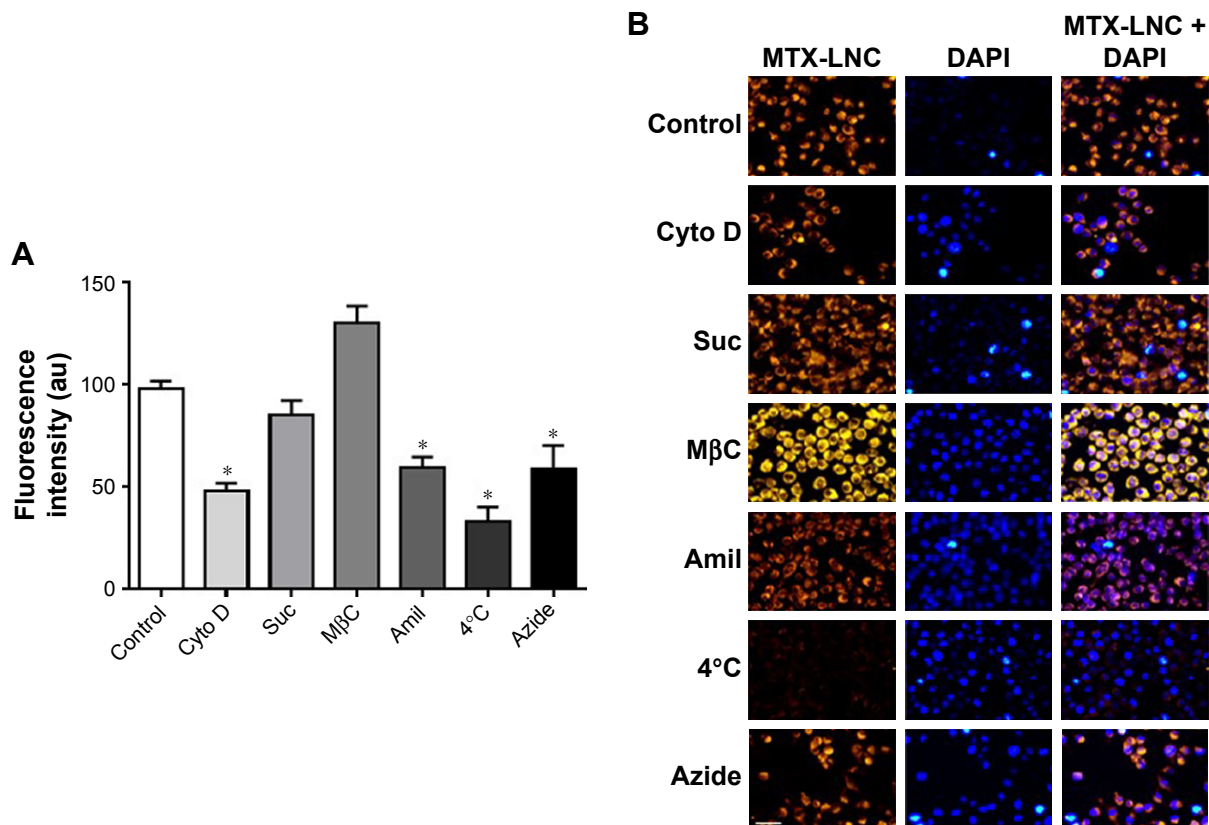 A
Fluorescence
intensity (au)
150
100
50
0
*
*
*
*
Control
Cyto D
Suc
MβC
Amil
4°C
Azide
B
MTX-LNC
DAPI
MTX-LNC +
DAPI
Control
Cyto D
Suc
MβC
Amil
4°C
Azide